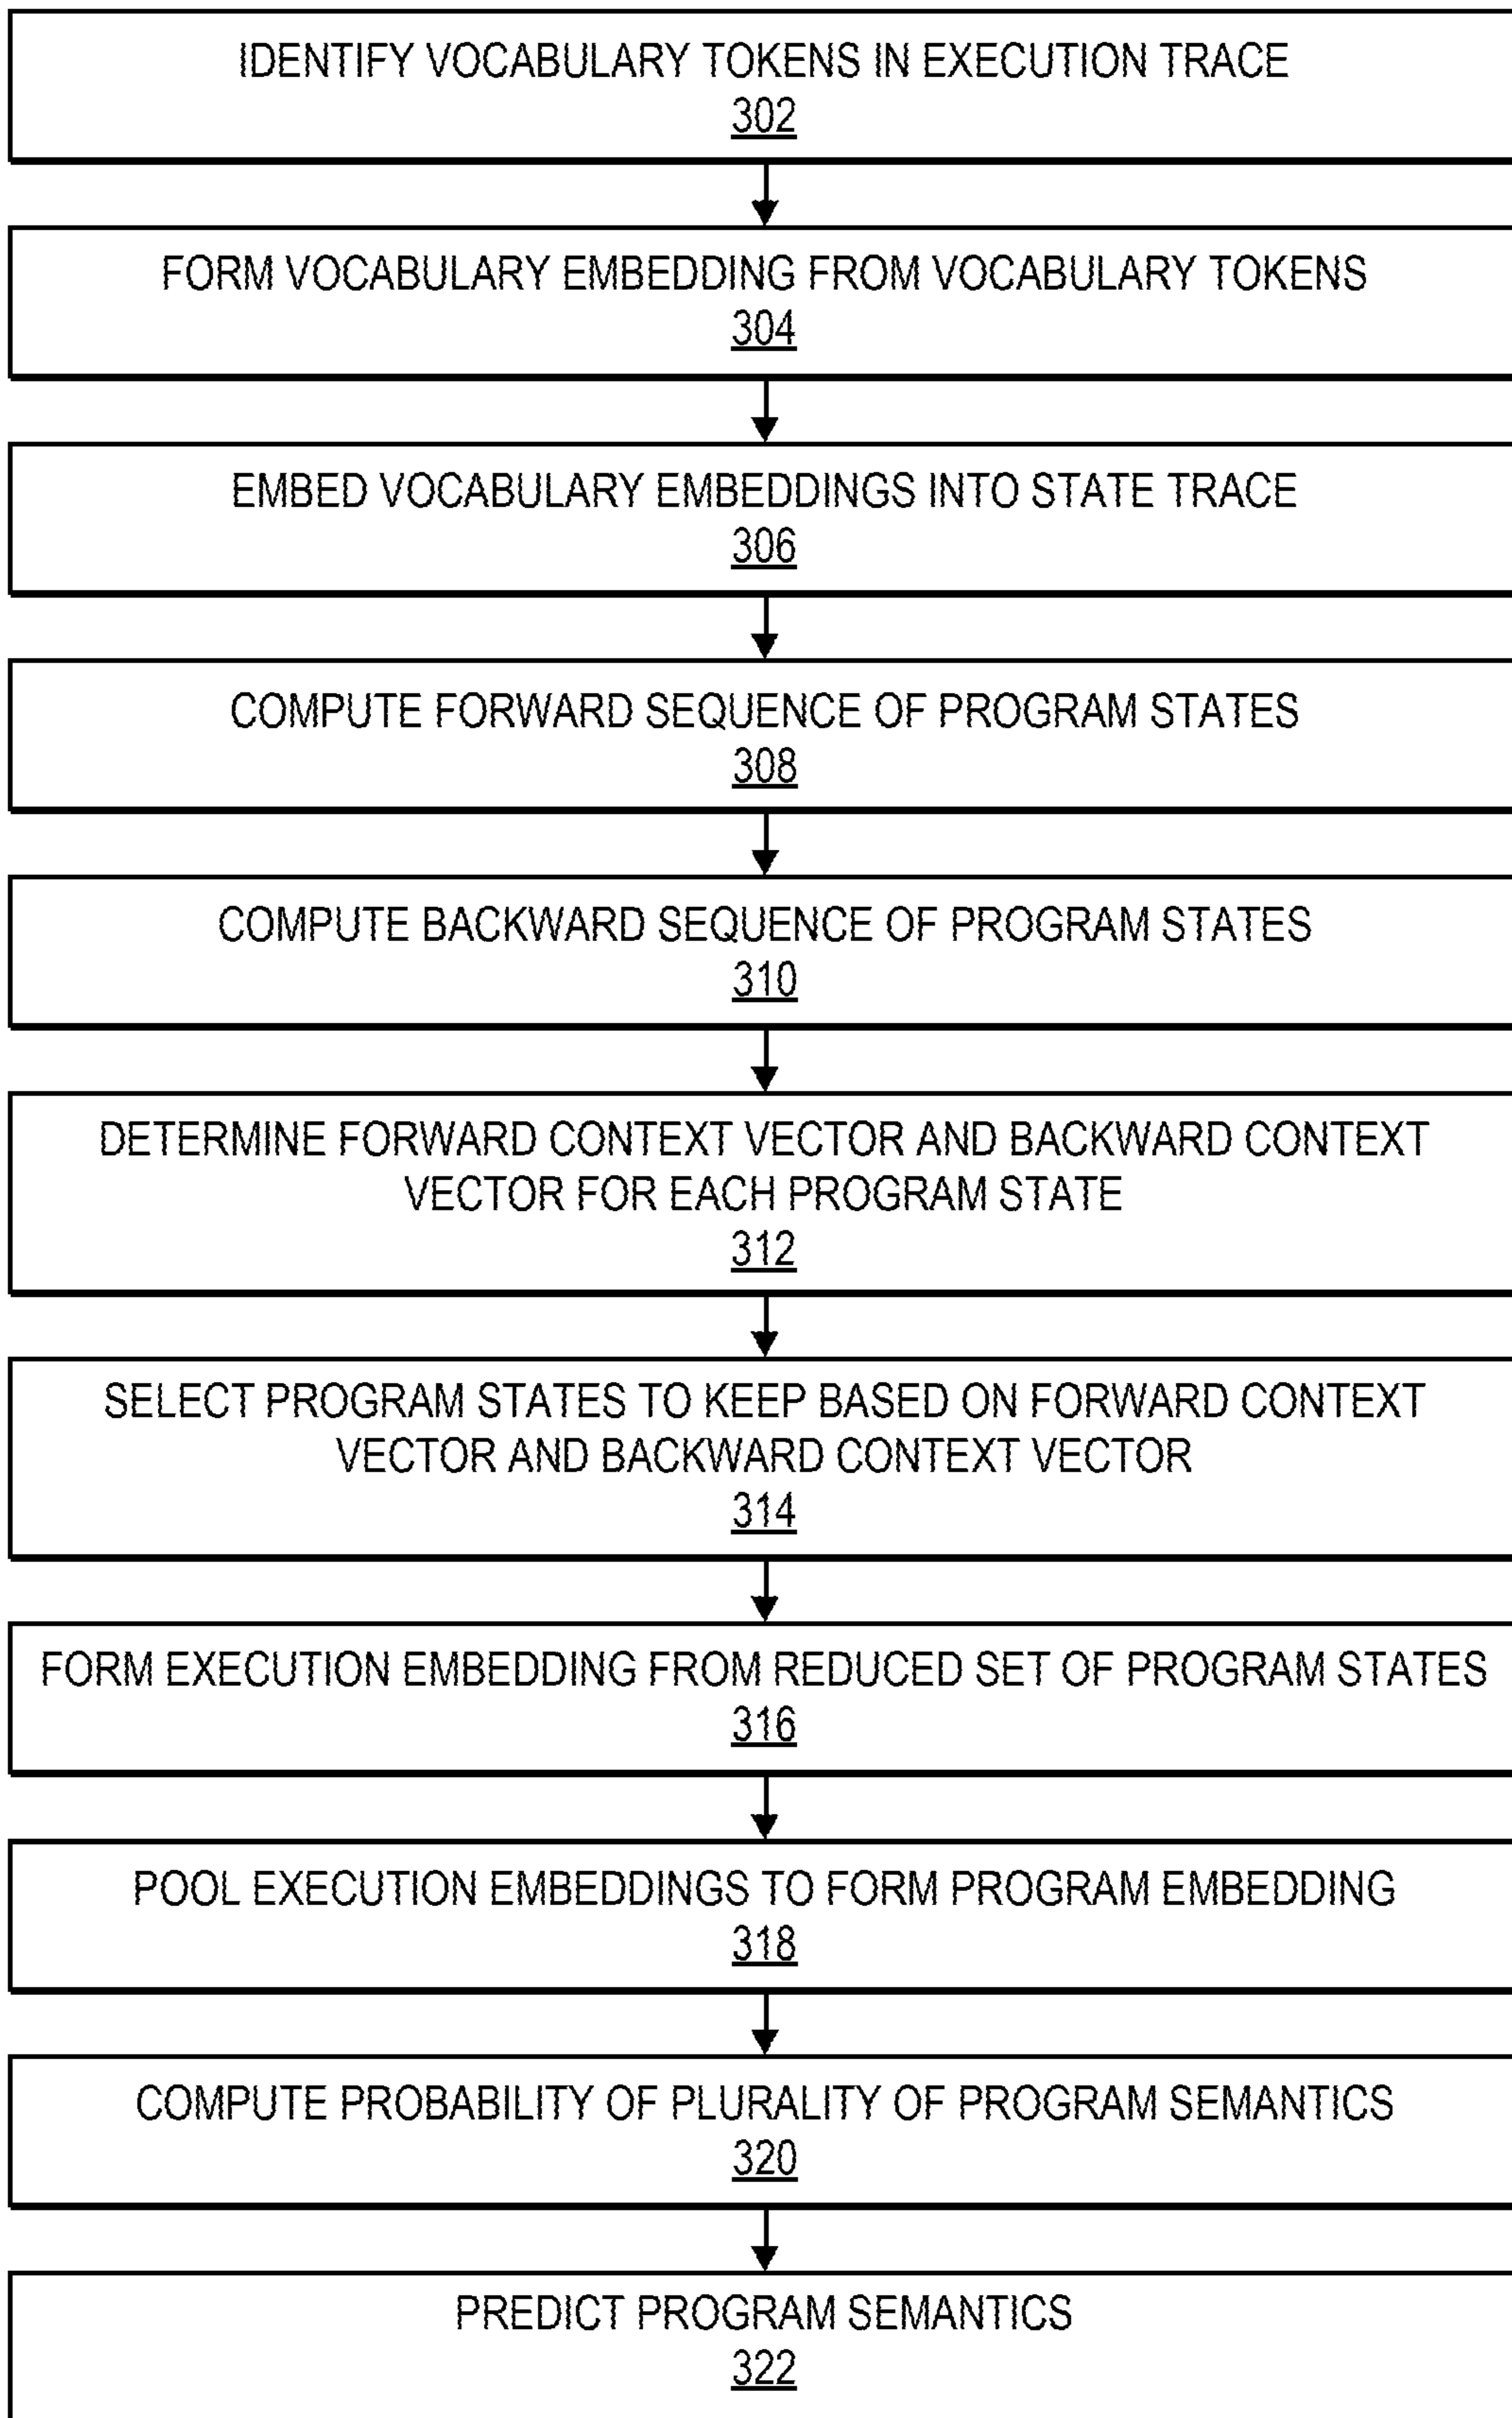 IDENTIFY VOCABULARY TOKENS IN EXECUTION TRACE
302
FORM VOCABULARY EMBEDDING FROM VOCABULARY TOKENS
304
EMBED VOCABULARY EMBEDDINGS INTO STATE TRACE
306
COMPUTE FORWARD SEQUENCE OF PROGRAM STATES
308
COMPUTE BACKWARD SEQUENCE OF PROGRAM STATES
310
DETERMINE FORWARD CONTEXT VECTOR AND BACKWARD CONTEXT
VECTOR FOR EACH PROGRAM STATE
312
SELECT PROGRAM STATES TO KEEP BASED ON FORWARD CONTEXT
VECTOR AND BACKWARD CONTEXT VECTOR
314
FORM EXECUTION EMBEDDING FROM REDUCED SET OF PROGRAM STATES
316
POOL EXECUTION EMBEDDINGS TO FORM PROGRAM EMBEDDING
318
COMPUTE PROBABILITY OF PLURALITY OF PROGRAM SEMANTICS
320
PREDICT PROGRAM SEMANTICS
322